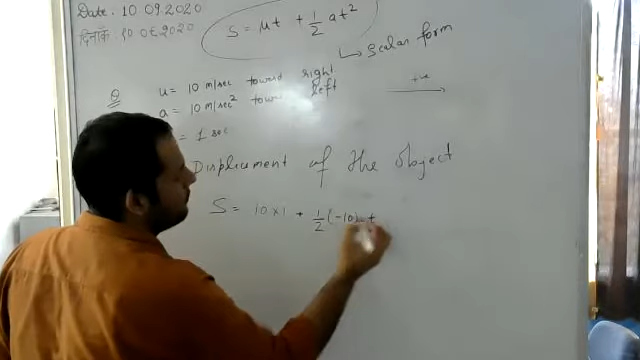 Date. 10 09.2020
दिनांक. 10 09.2020
S = ut + 1/2 at²
↳ Scalar form
Q
u = 10 m/sec toward right
+ve
a = 10 m/sec² towards left
= 1 sec
Displacement of the Object
S = 10×1 + 1/2 (-10) t